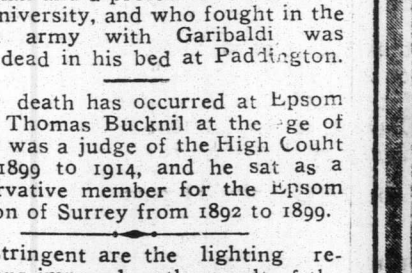 niversity, and who fought in the
army with Garibaldi was
dead in his bed at Paddington.
death has occurred at Epsom
Thomas Bucknil at the age of
was a judge of the High Couht
1899 to 1914, and he sat as a
rvative member for the Epsom
on of Surrey from 1892 to 1899.
tringent are the lighting re-